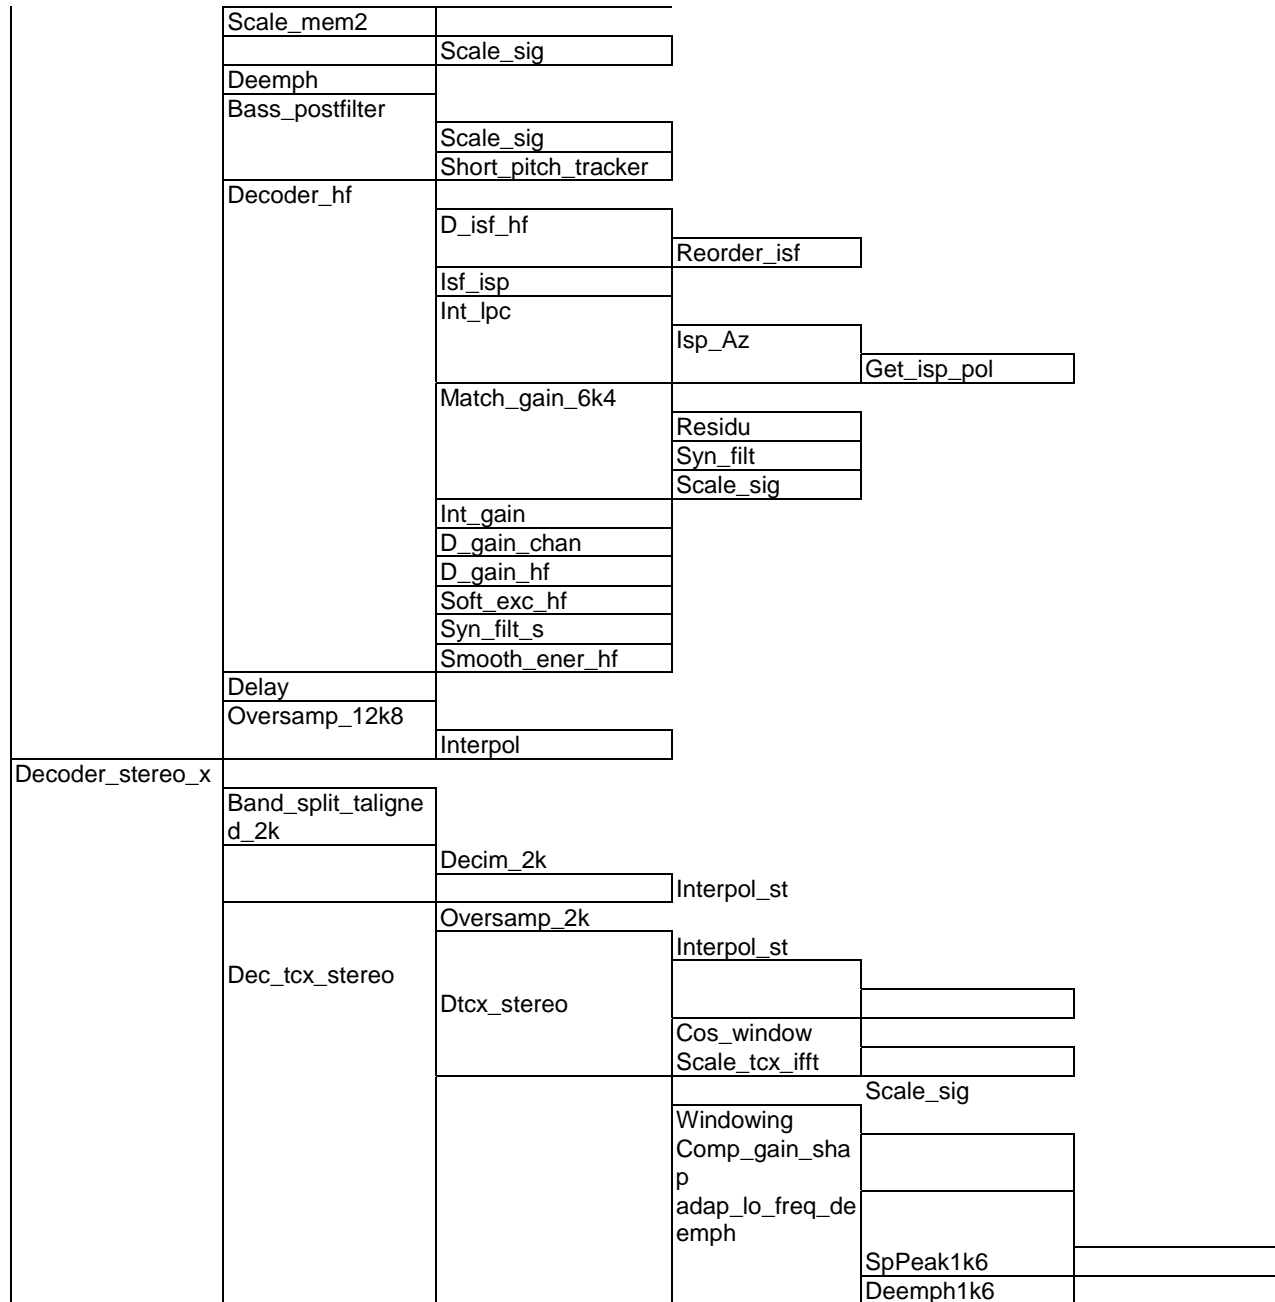 Scale_mem2
Scale_sig
Deemph
Bass_postfilter
Scale_sig
Short_pitch_tracker
Decoder_hf
D_isf_hf
Reorder_isf
Isf_isp
Int_lpc
Isp_Az
Get_isp_pol
Match_gain_6k4
Residu
Syn_filt
Scale_sig
Int_gain
D_gain_chan
D_gain_hf
Soft_exc_hf
Syn_filt_s
Smooth_ener_hf
Delay
Oversamp_12k8
Interpol
Decoder_stereo_x
Band_split_taligne
d_2k
Decim_2k
Interpol_st
Oversamp_2k
Interpol_st
Dec_tcx_stereo
Dtcx_stereo
Cos_window
Scale_tcx_ifft
Scale_sig
Windowing
Comp_gain_sha
p
adap_lo_freq_de
emph
SpPeak1k6
Deemph1k6